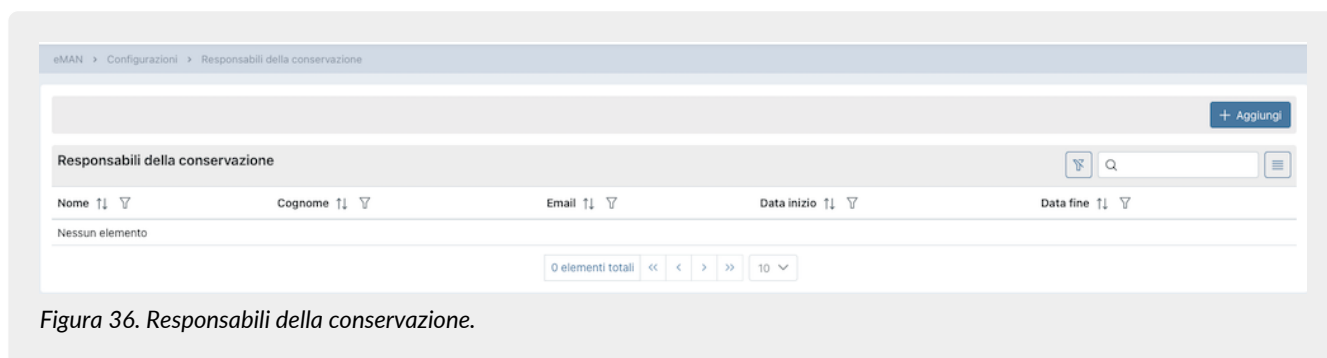 eMAN > Configurazioni > Responsabili della conservazione
+ Aggiungi
Responsabili della conservazione
Nome Cognome Email Data inizio Data fine
Nessun elemento
0 elementi totali « < > » 10
Figura 36. Responsabili della conservazione.